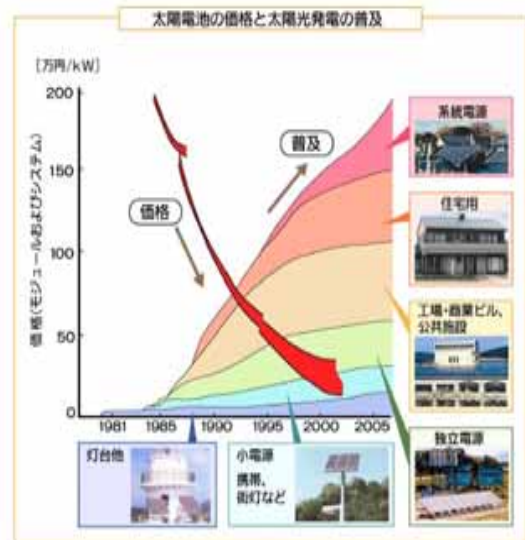 太陽電池の価格と太陽光発電の普及
[万円/kW]
200
150
100
50
0
価格(モジュールおよびシステム)
普及
価格
1981
1985
1990
1995
2000
2005
系統電源
住宅用
工場・商業ビル、
公共施設
独立電源
灯台他
小電源
携帯、
街灯など